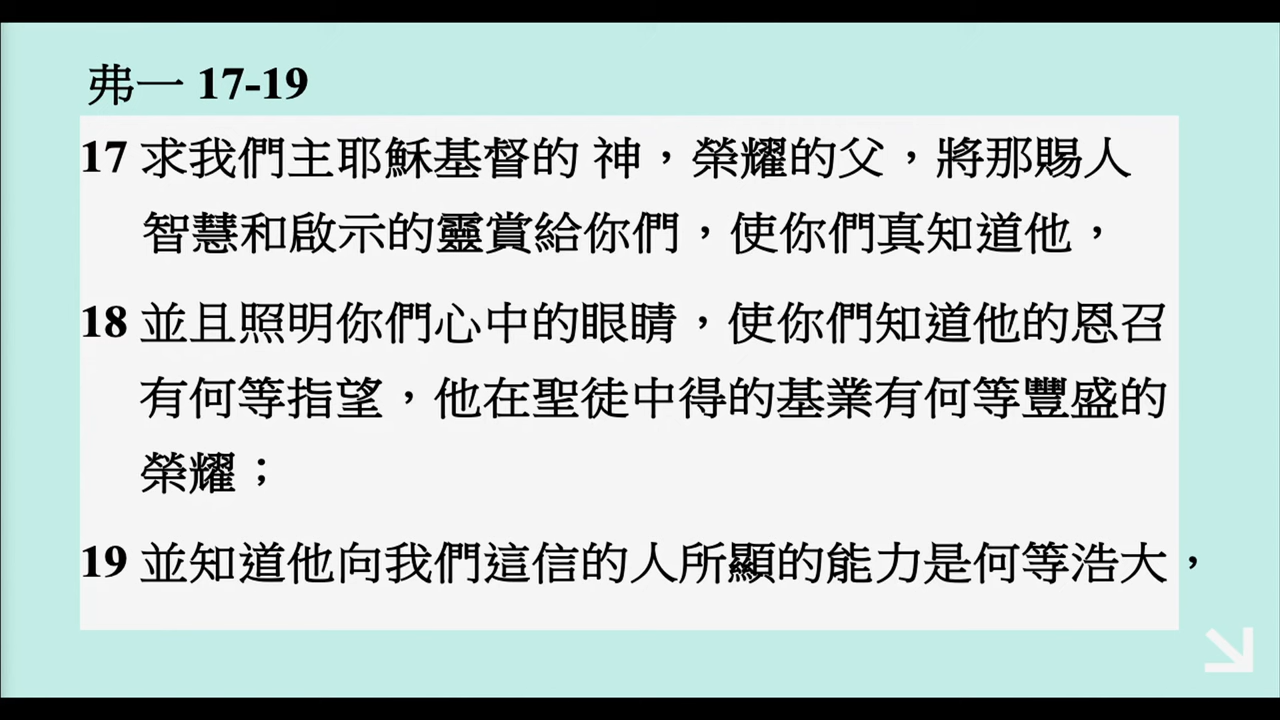 弗一 17-19
17 求我們主耶穌基督的 神，榮耀的父，將那賜人
智慧和啟示的靈賞給你們，使你們真知道他，
18 並且照明你們心中的眼睛，使你們知道他的恩召
有何等指望，他在聖徒中得的基業有何等豐盛的
榮耀；
19 並知道他向我們這信的人所顯的能力是何等浩大，